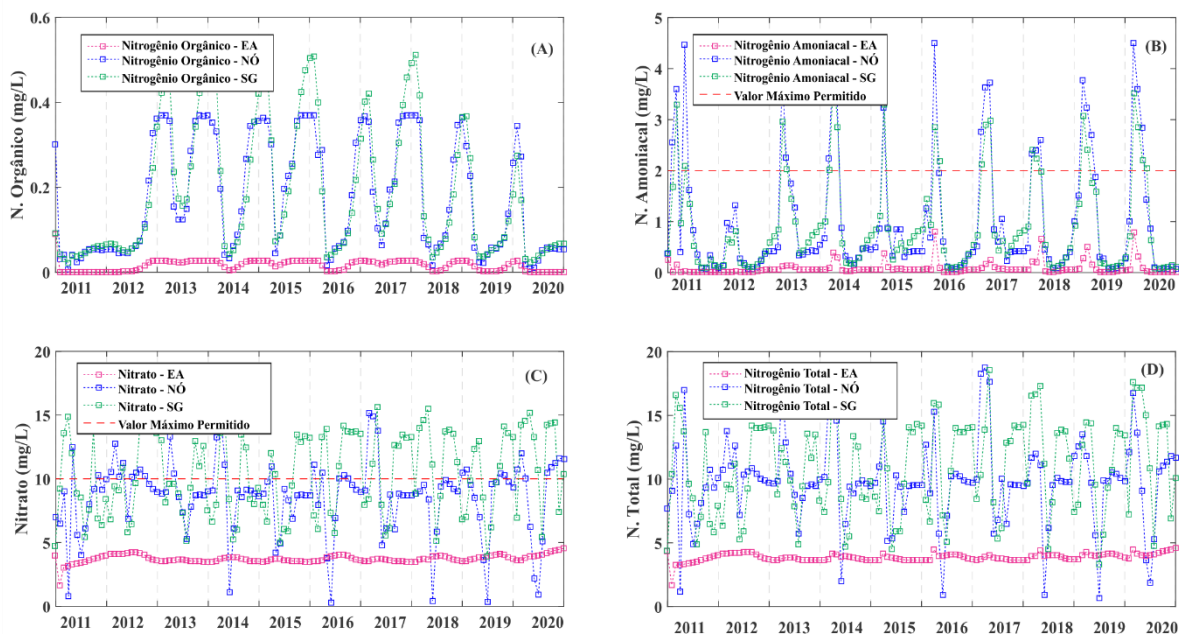 0.6
0.4
0.2
0
N. Orgânico (mg/L)
Nitrogênio Orgânico - EA
Nitrogênio Orgânico - NÓ
Nitrogênio Orgânico - SG
(A)
2011 2012 2013 2014 2015 2016 2017 2018 2019 2020
5
4
3
2
1
0
N. Amoniacal (mg/L)
Nitrogênio Amoniacal - EA
Nitrogênio Amoniacal - NÓ
Nitrogênio Amoniacal - SG
Valor Máximo Permitido
(B)
2011 2012 2013 2014 2015 2016 2017 2018 2019 2020
20
15
10
5
0
Nitrato (mg/L)
Nitrato - EA
Nitrato - NÓ
Nitrato - SG
Valor Máximo Permitido
(C)
2011 2012 2013 2014 2015 2016 2017 2018 2019 2020
20
15
10
5
0
N. Total (mg/L)
Nitrogênio Total - EA
Nitrogênio Total - NÓ
Nitrogênio Total - SG
(D)
2011 2012 2013 2014 2015 2016 2017 2018 2019 2020